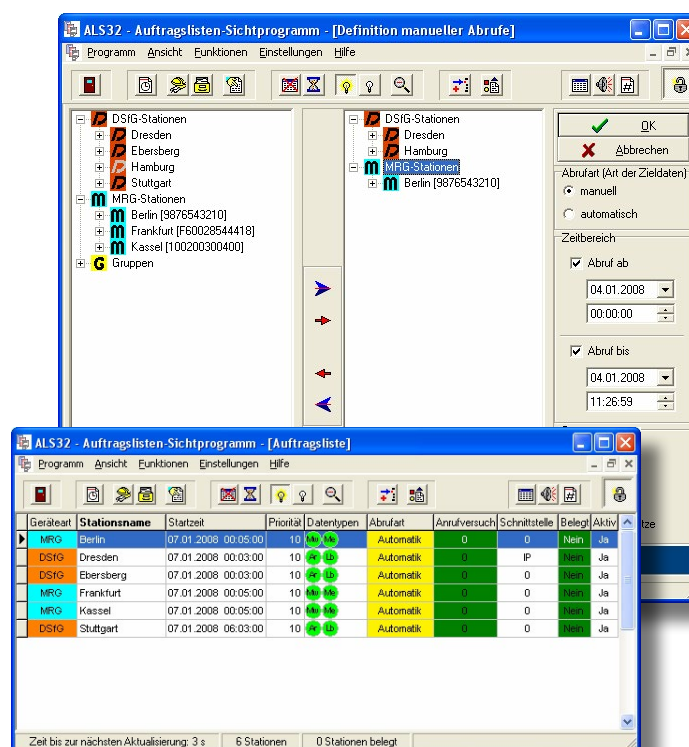 ALS32 - Auftragslisten-Sichtprogramm - [Definition manueller Abrufe]
Programm Ansicht Funktionen Einstellungen Hilfe
DSfG-Stationen
Dresden
Ebersberg
Hamburg
Stuttgart
MRG-Stationen
Berlin [9876543210]
Frankfurt [F60028544418]
Kassel [100200300400]
G Gruppen
DSfG-Stationen
Dresden
Hamburg
MRG-Stationen
Berlin [9876543210]
OK
Abbrechen
Abrufart (Art der Zieldaten)
manuell
automatisch
Zeitbereich
Abruf ab
04.01.2008
00:00:00
Abruf bis
04.01.2008
11:26:59
ALS32 - Auftragslisten-Sichtprogramm - [Auftragsliste]
Programm Ansicht Funktionen Einstellungen Hilfe
Geräteart Stationsname Startzeit Priorität Datentypen Abrufart Anrufversuch Schnittstelle Belegt Aktiv
MRG Berlin 07.01.2008 00:05:00 10 Mu Me Automatik 0 0 Nein Ja
DSfG Dresden 07.01.2008 00:03:00 10 Ar Lb Automatik 0 IP Nein Ja
DSfG Ebersberg 07.01.2008 00:03:00 10 Ar Lb Automatik 0 0 Nein Ja
MRG Frankfurt 07.01.2008 00:05:00 10 Mu Me Automatik 0 0 Nein Ja
MRG Kassel 07.01.2008 00:05:00 10 Mu Me Automatik 0 0 Nein Ja
DSfG Stuttgart 07.01.2008 06:03:00 10 Ar Lb Automatik 0 0 Nein Ja
Zeit bis zur nächsten Aktualisierung: 3 s 6 Stationen 0 Stationen belegt